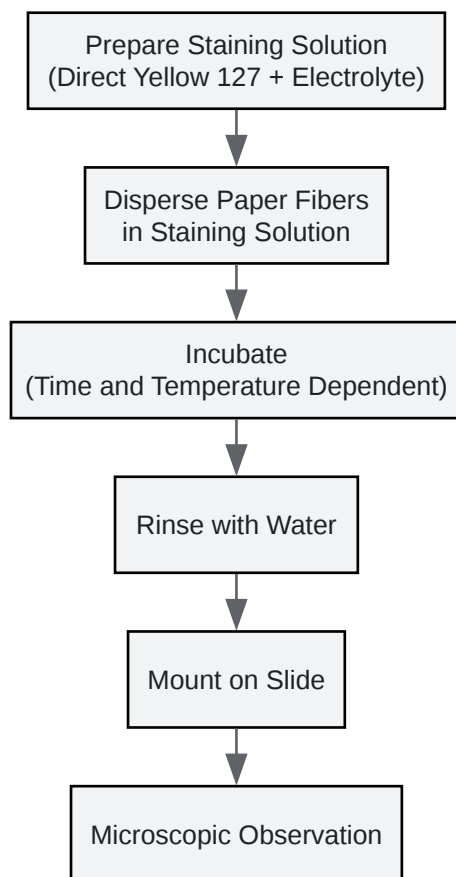 Prepare Staining Solution
(Direct Yellow 127 + Electrolyte)
Disperse Paper Fibers
in Staining Solution
Incubate
(Time and Temperature Dependent)
Rinse with Water
Mount on Slide
Microscopic Observation